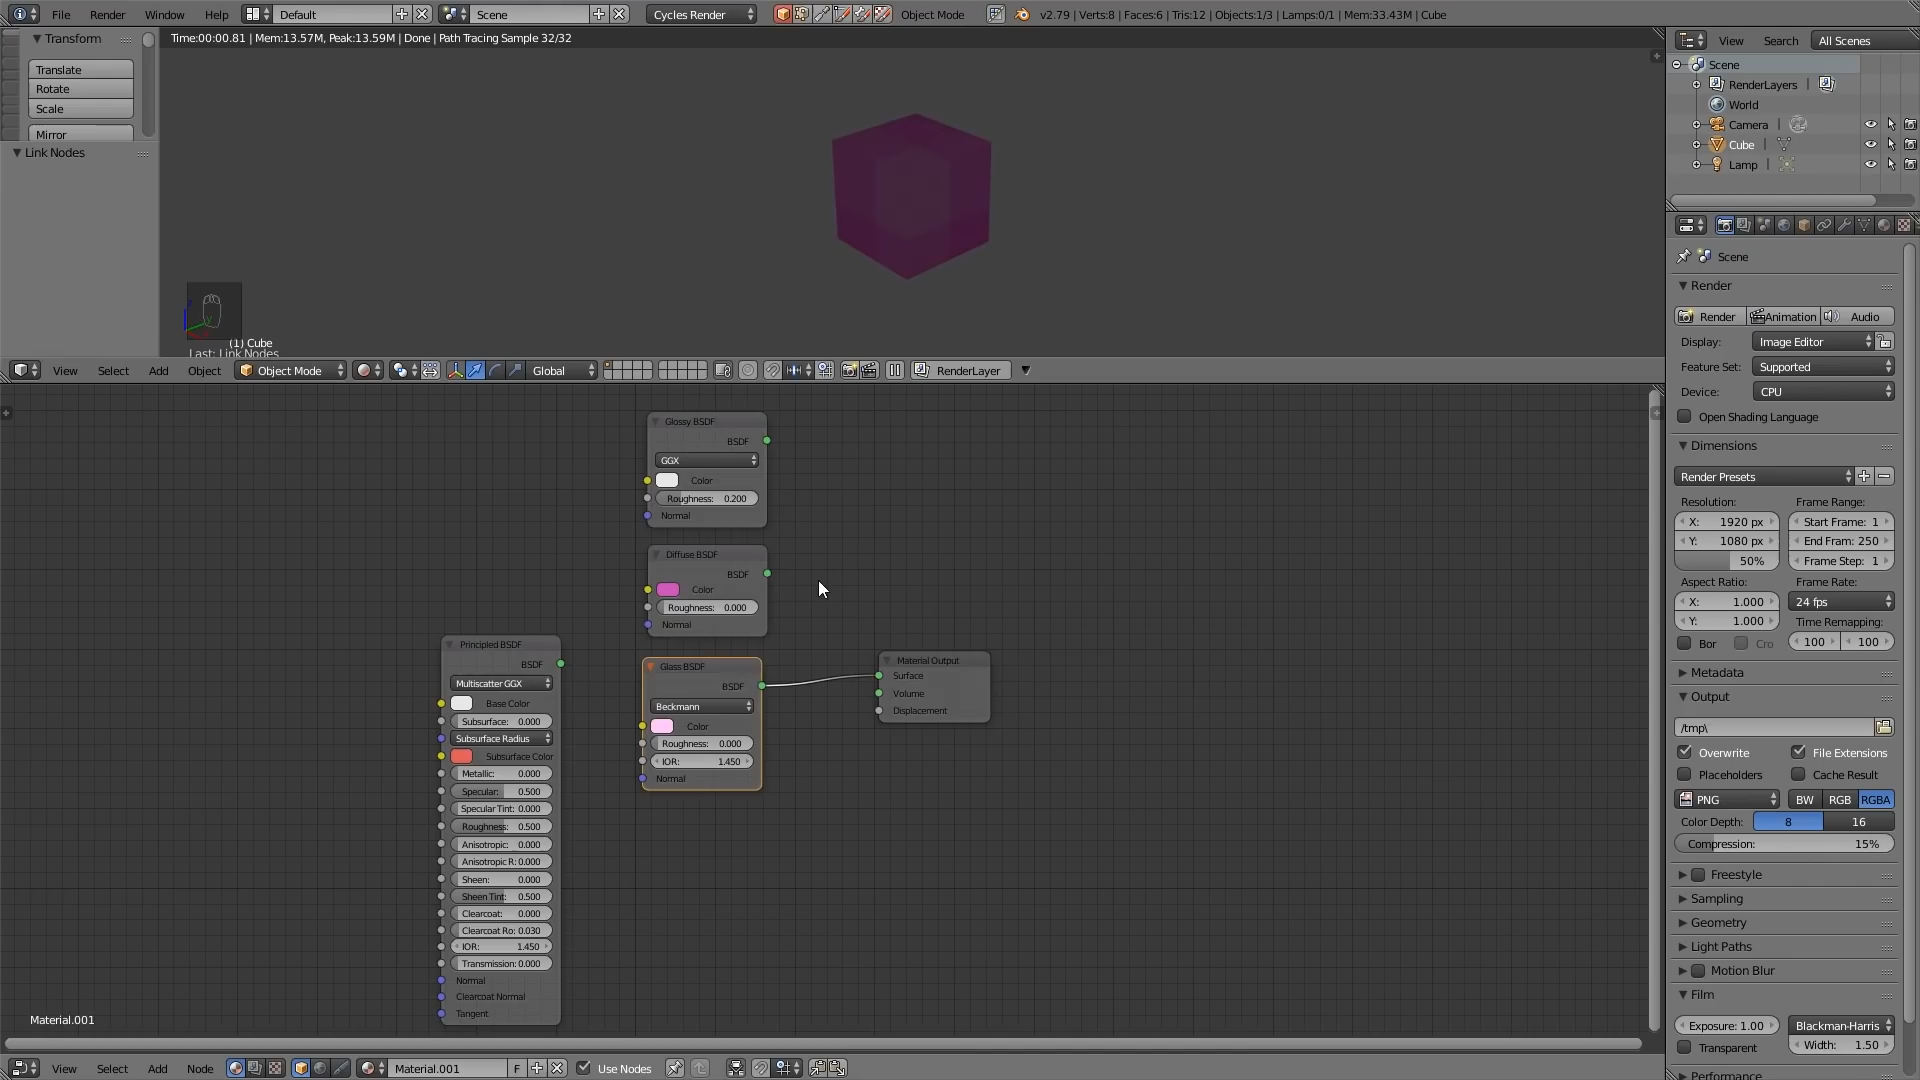 File Render Window Help Default Scene Cycles Render Object Mode v2.79 | Verts:8 | Faces:6 | Tris:12 | Objects:1/3 | Lamps:0/1 | Mem:33.43M | Cube
Transform
Translate
Rotate
Scale
Mirror
Link Nodes
Time:00:00.81 | Mem:13.57M, Peak:13.59M | Done | Path Tracing Sample 32/32
(1) Cube
Last: Link Nodes
View Select Add Object Object Mode Global RenderLayer
Glossy BSDF
BSDF
GGX
Color
Roughness: 0.200
Normal
Diffuse BSDF
BSDF
Color
Roughness: 0.000
Normal
Principled BSDF
BSDF
Multiscatter GGX
Base Color
Subsurface: 0.000
Subsurface Radius
Subsurface Color
Metallic: 0.000
Specular: 0.500
Specular Tint: 0.000
Roughness: 0.500
Anisotropic: 0.000
Anisotropic R: 0.000
Sheen: 0.000
Sheen Tint: 0.500
Clearcoat: 0.000
Clearcoat Ro: 0.030
IOR: 1.450
Transmission: 0.000
Normal
Clearcoat Normal
Tangent
Glass BSDF
BSDF
Beckmann
Color
Roughness: 0.000
IOR: 1.450
Normal
Material Output
Surface
Volume
Displacement
Material.001
View Select Add Node Material.001 F Use Nodes
View Search All Scenes
Scene
RenderLayers |
World
Camera |
Cube |
Lamp |
Scene
Render
Render Animation Audio
Display: Image Editor
Feature Set: Supported
Device: CPU
Open Shading Language
Dimensions
Render Presets
Resolution: Frame Range:
X: 1920 px Start Frame: 1
Y: 1080 px End Fram: 250
50% Frame Step: 1
Aspect Ratio: Frame Rate:
X: 1.000 24 fps
Y: 1.000 Time Remapping:
Bor Cro 100 100
Metadata
Output
/tmp\
Overwrite File Extensions
Placeholders Cache Result
PNG BW RGB RGBA
Color Depth: 8 16
Compression: 15%
Freestyle
Sampling
Geometry
Light Paths
Motion Blur
Film
Exposure: 1.00 Blackman-Harris
Transparent Width: 1.50
Performance